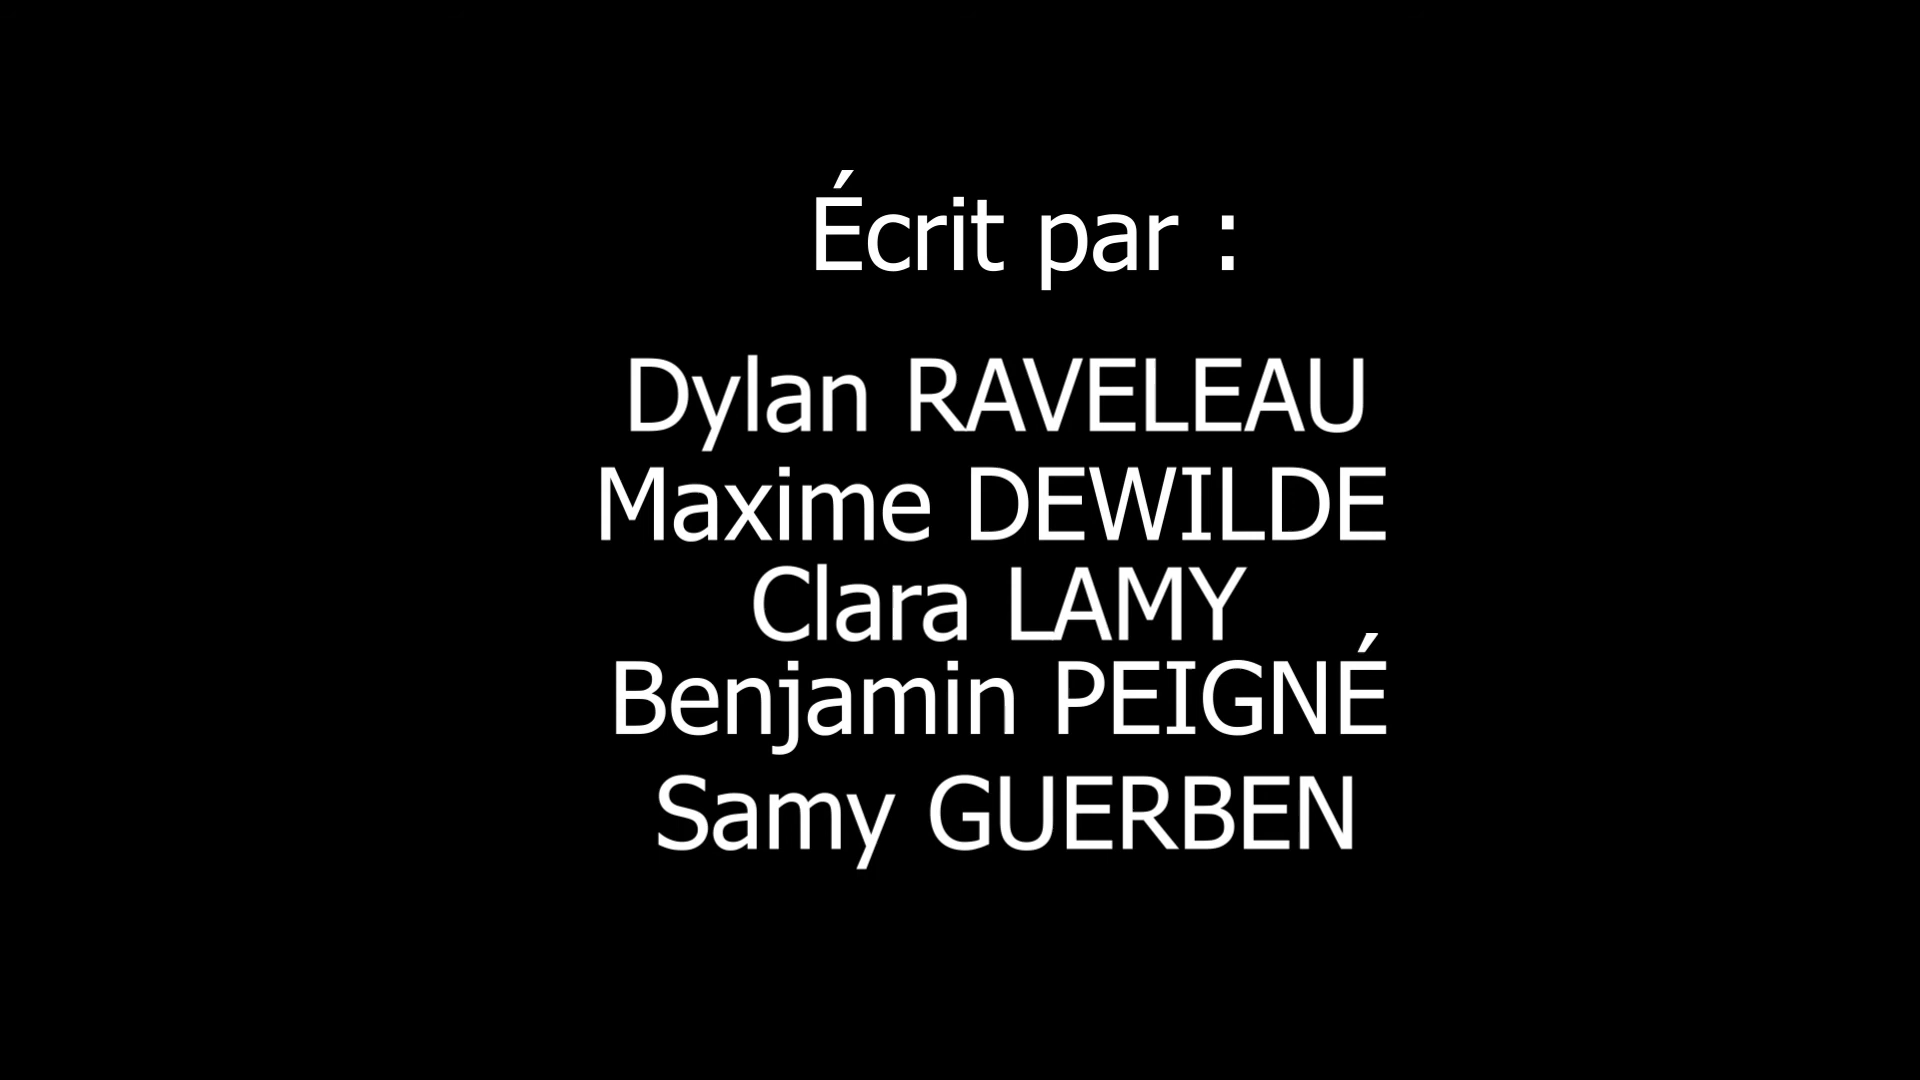 Écrit par :
Dylan RAVELEAU
Maxime DEWILDE
Clara LAMY
Benjamin PEIGNÉ
Samy GUERBEN